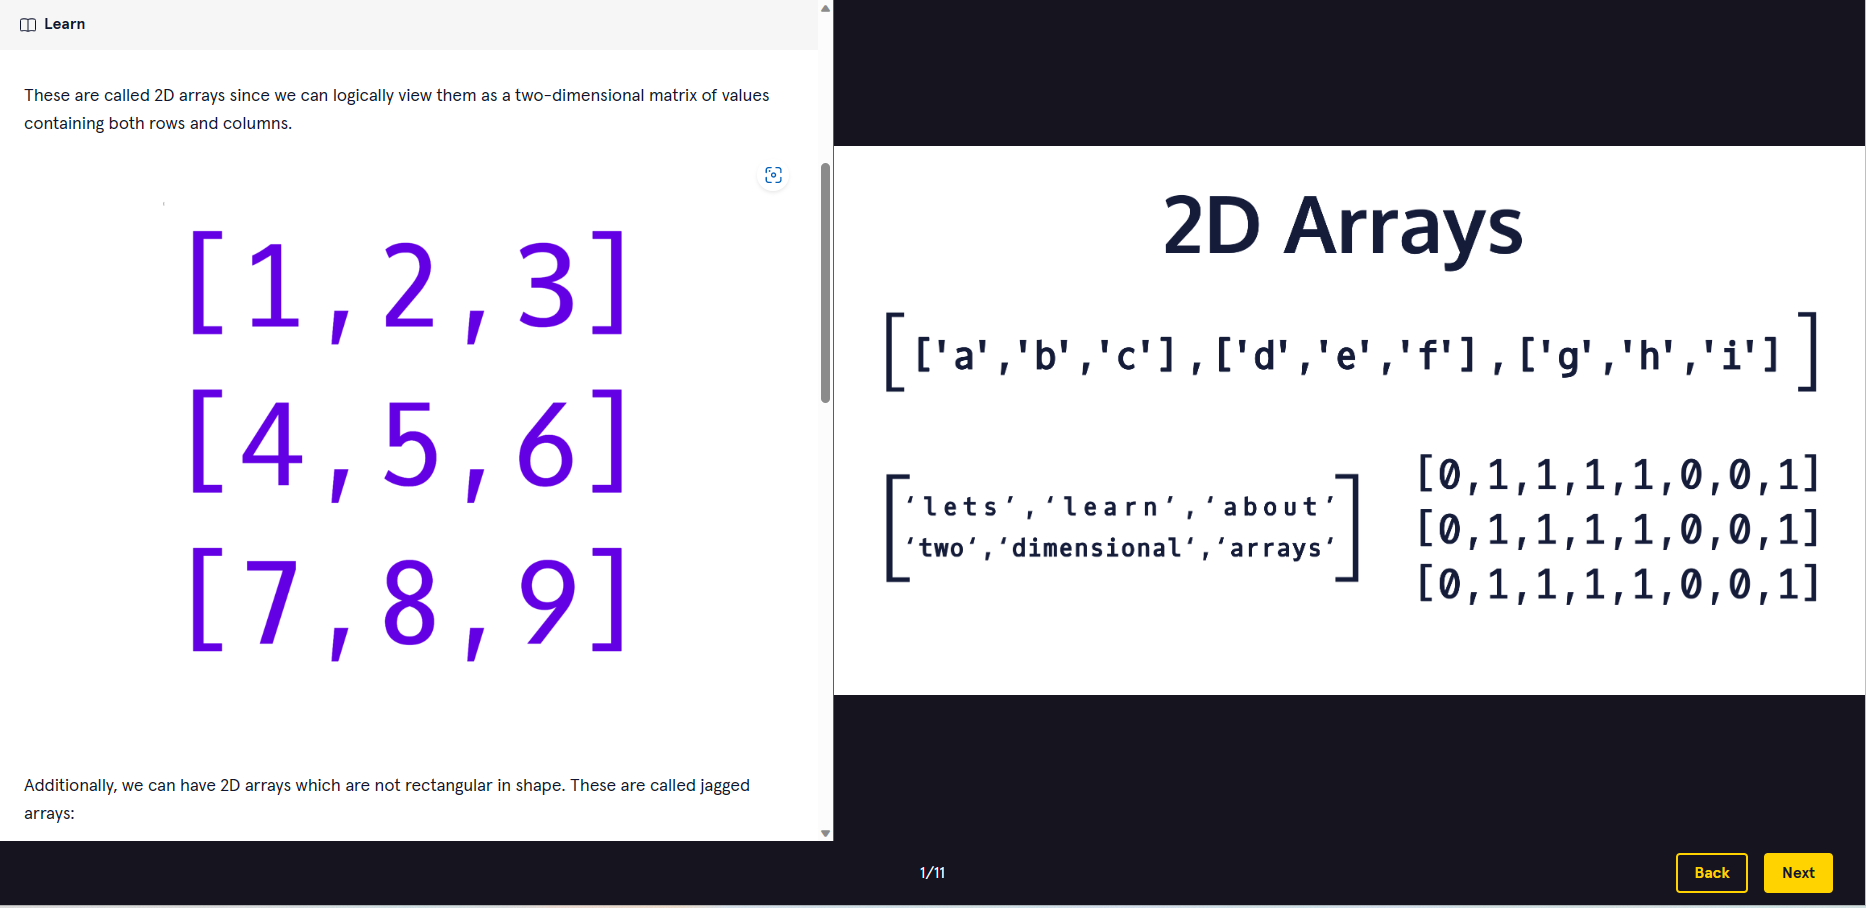 Learn
These are called 2D arrays since we can logically view them as a two-dimensional matrix of values
containing both rows and columns.
[1,2,3]
[4,5,6]
[7,8,9]
Additionally, we can have 2D arrays which are not rectangular in shape. These are called jagged
arrays:
2D Arrays
[['a','b','c'],['d','e','f'],['g','h','i']]
[‘lets’,‘learn’,‘about’
‘two‘,‘dimensional‘,‘arrays‘]
[0,1,1,1,1,0,0,1]
[0,1,1,1,1,0,0,1]
[0,1,1,1,1,0,0,1]
1/11
Back
Next